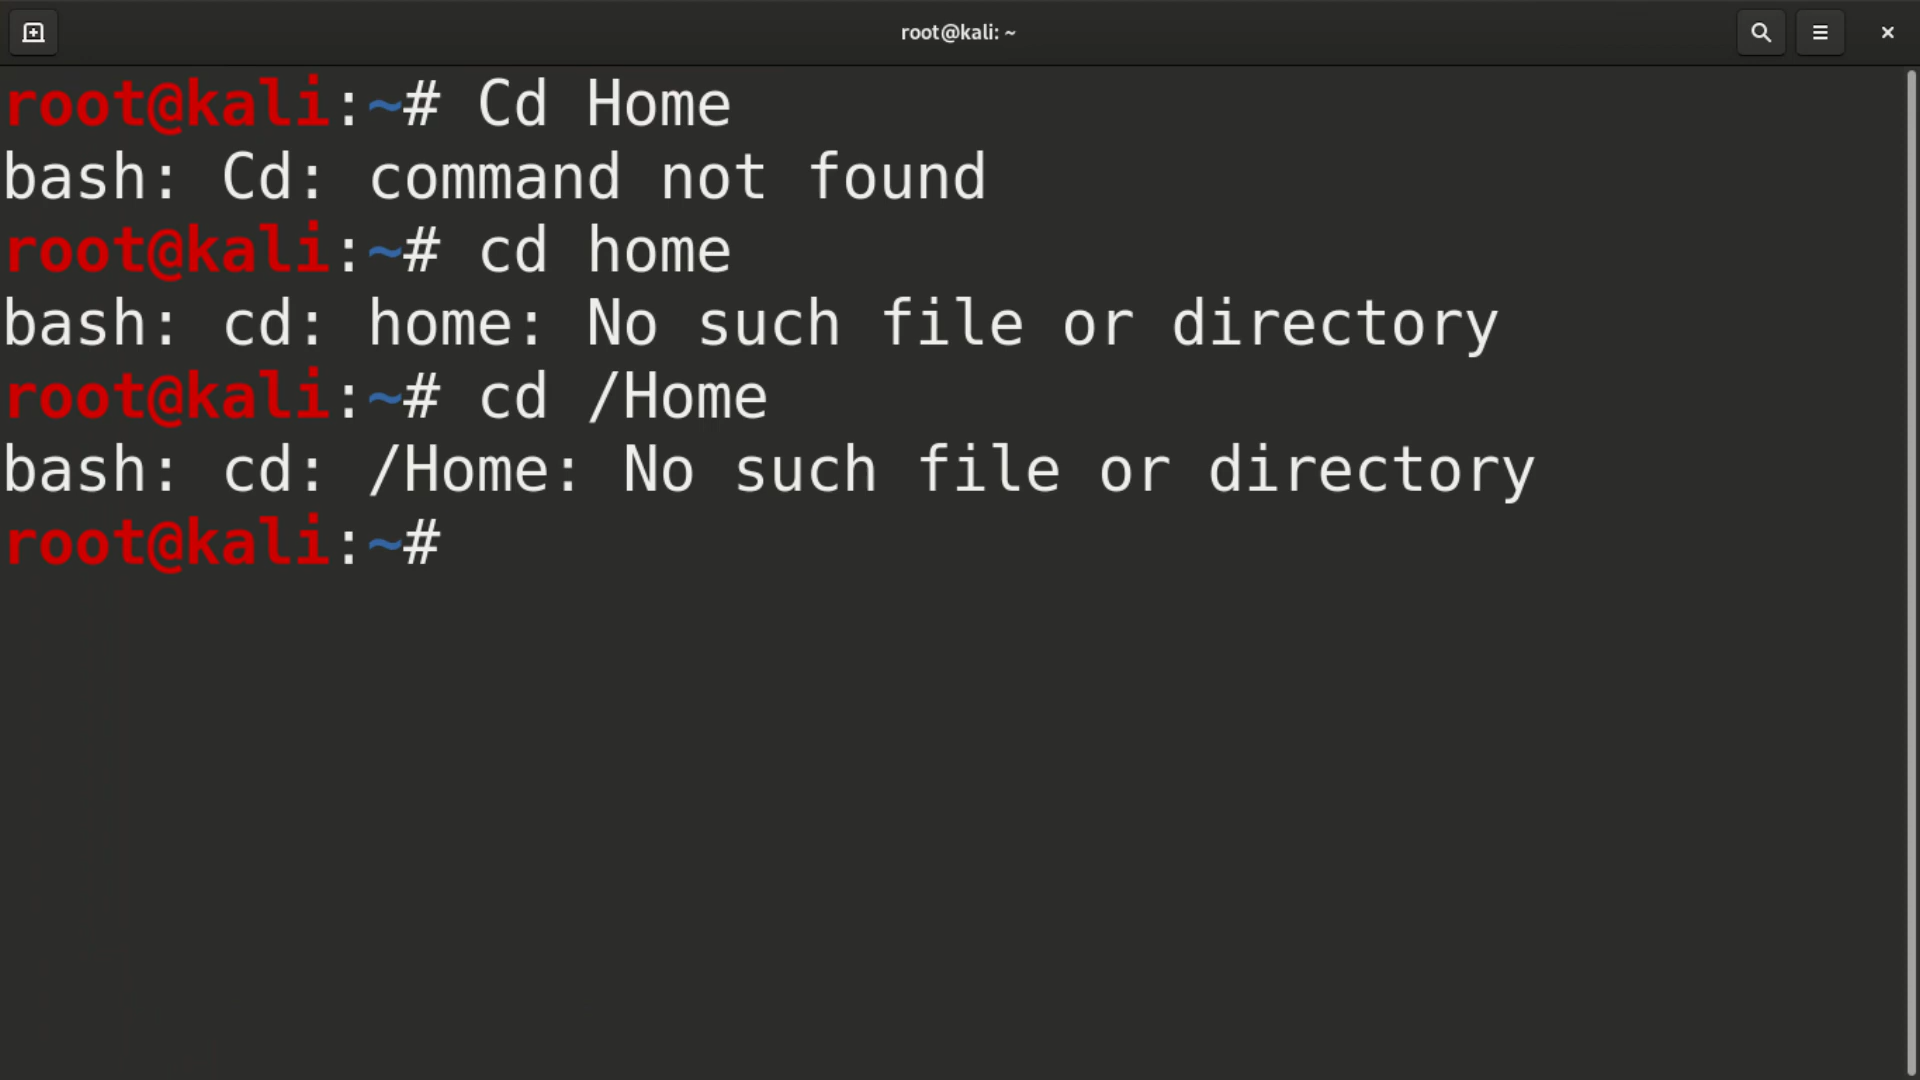 root@kali: ~
root@kali:~# Cd Home
bash: Cd: command not found
root@kali:~# cd home
bash: cd: home: No such file or directory
root@kali:~# cd /Home
bash: cd: /Home: No such file or directory
root@kali:~#